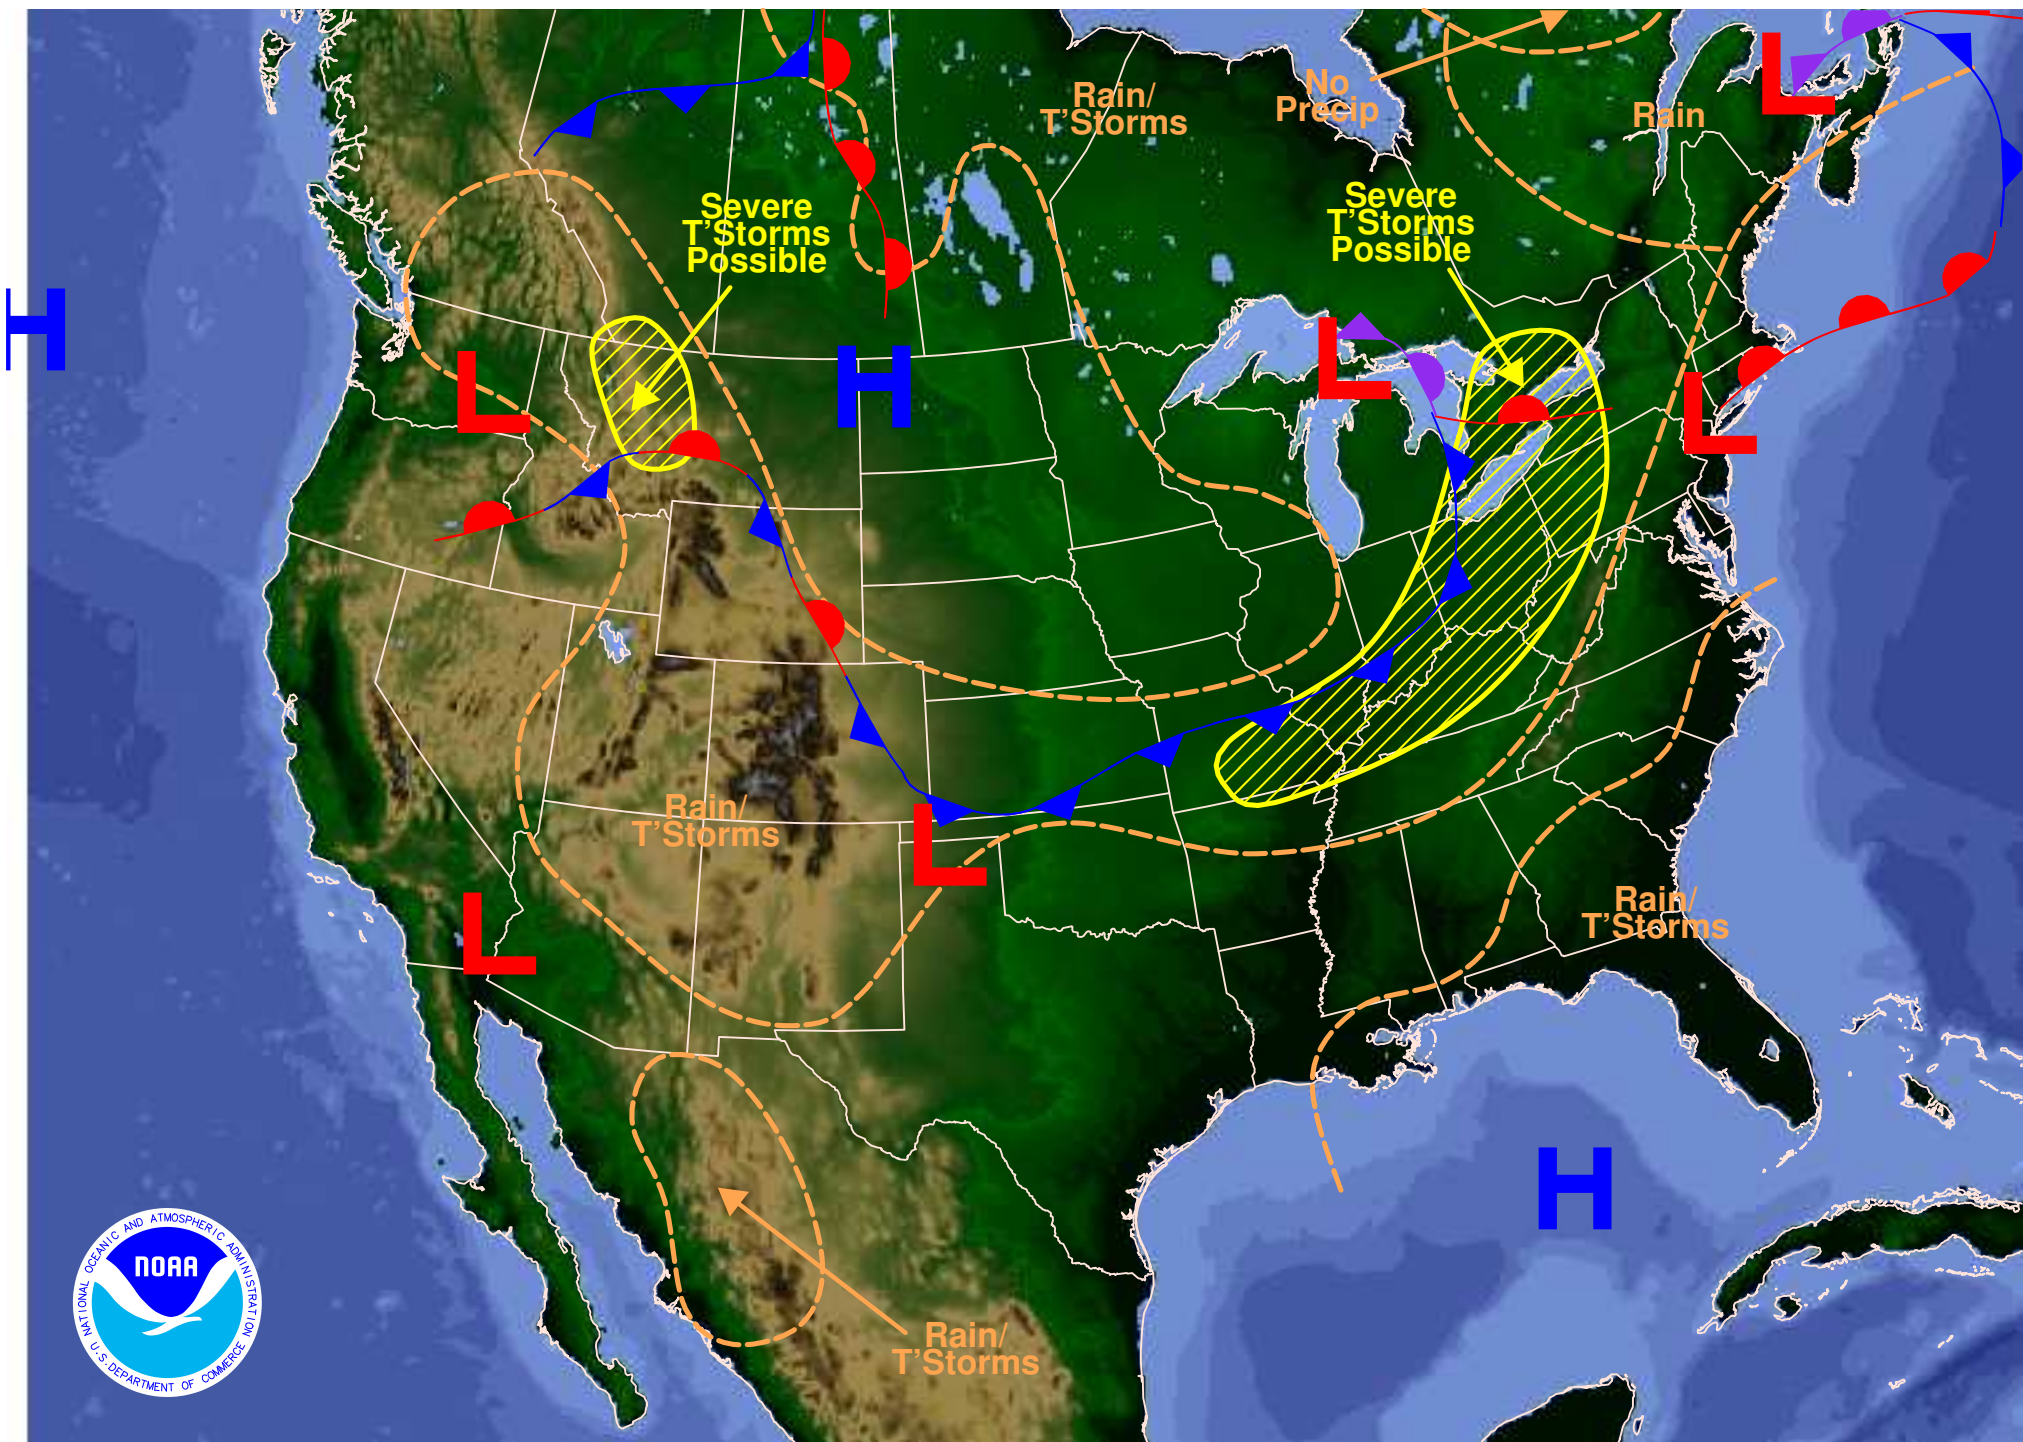 Rain/
T'Storms
No
Precip
Rain
L
Severe
T'Storms
Possible
Severe
T'Storms
Possible
H
L
H
L
L
Rain/
T'Storms
L
L
Rain/
T'Storms
H
Rain/
T'Storms
NATIONAL OCEANIC AND ATMOSPHERIC ADMINISTRATION
NOAA
U.S. DEPARTMENT OF COMMERCE